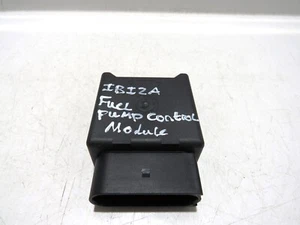 IBIZA
FUEL
PUMP CONTROL
MODULE